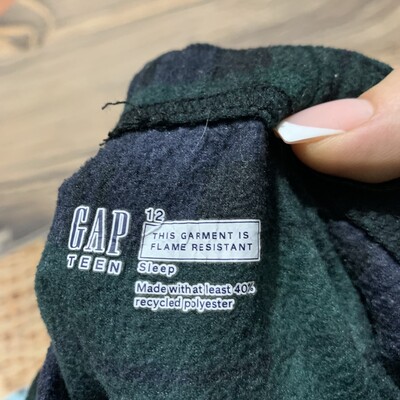 GAP
TEEN
12
THIS GARMENT IS
FLAME RESISTANT
Sleep
Made with at least 40%
recycled polyester